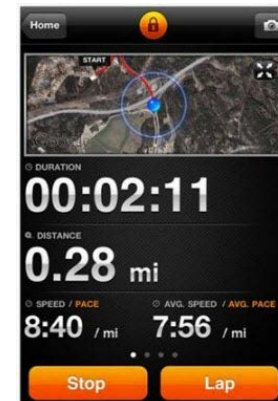 Home
START
DURATION
00:02:11
DISTANCE
0.28 mi
SPEED / PACE
AVG. SPEED / AVG. PACE
8:40 / mi
7:56 / mi
Stop
Lap